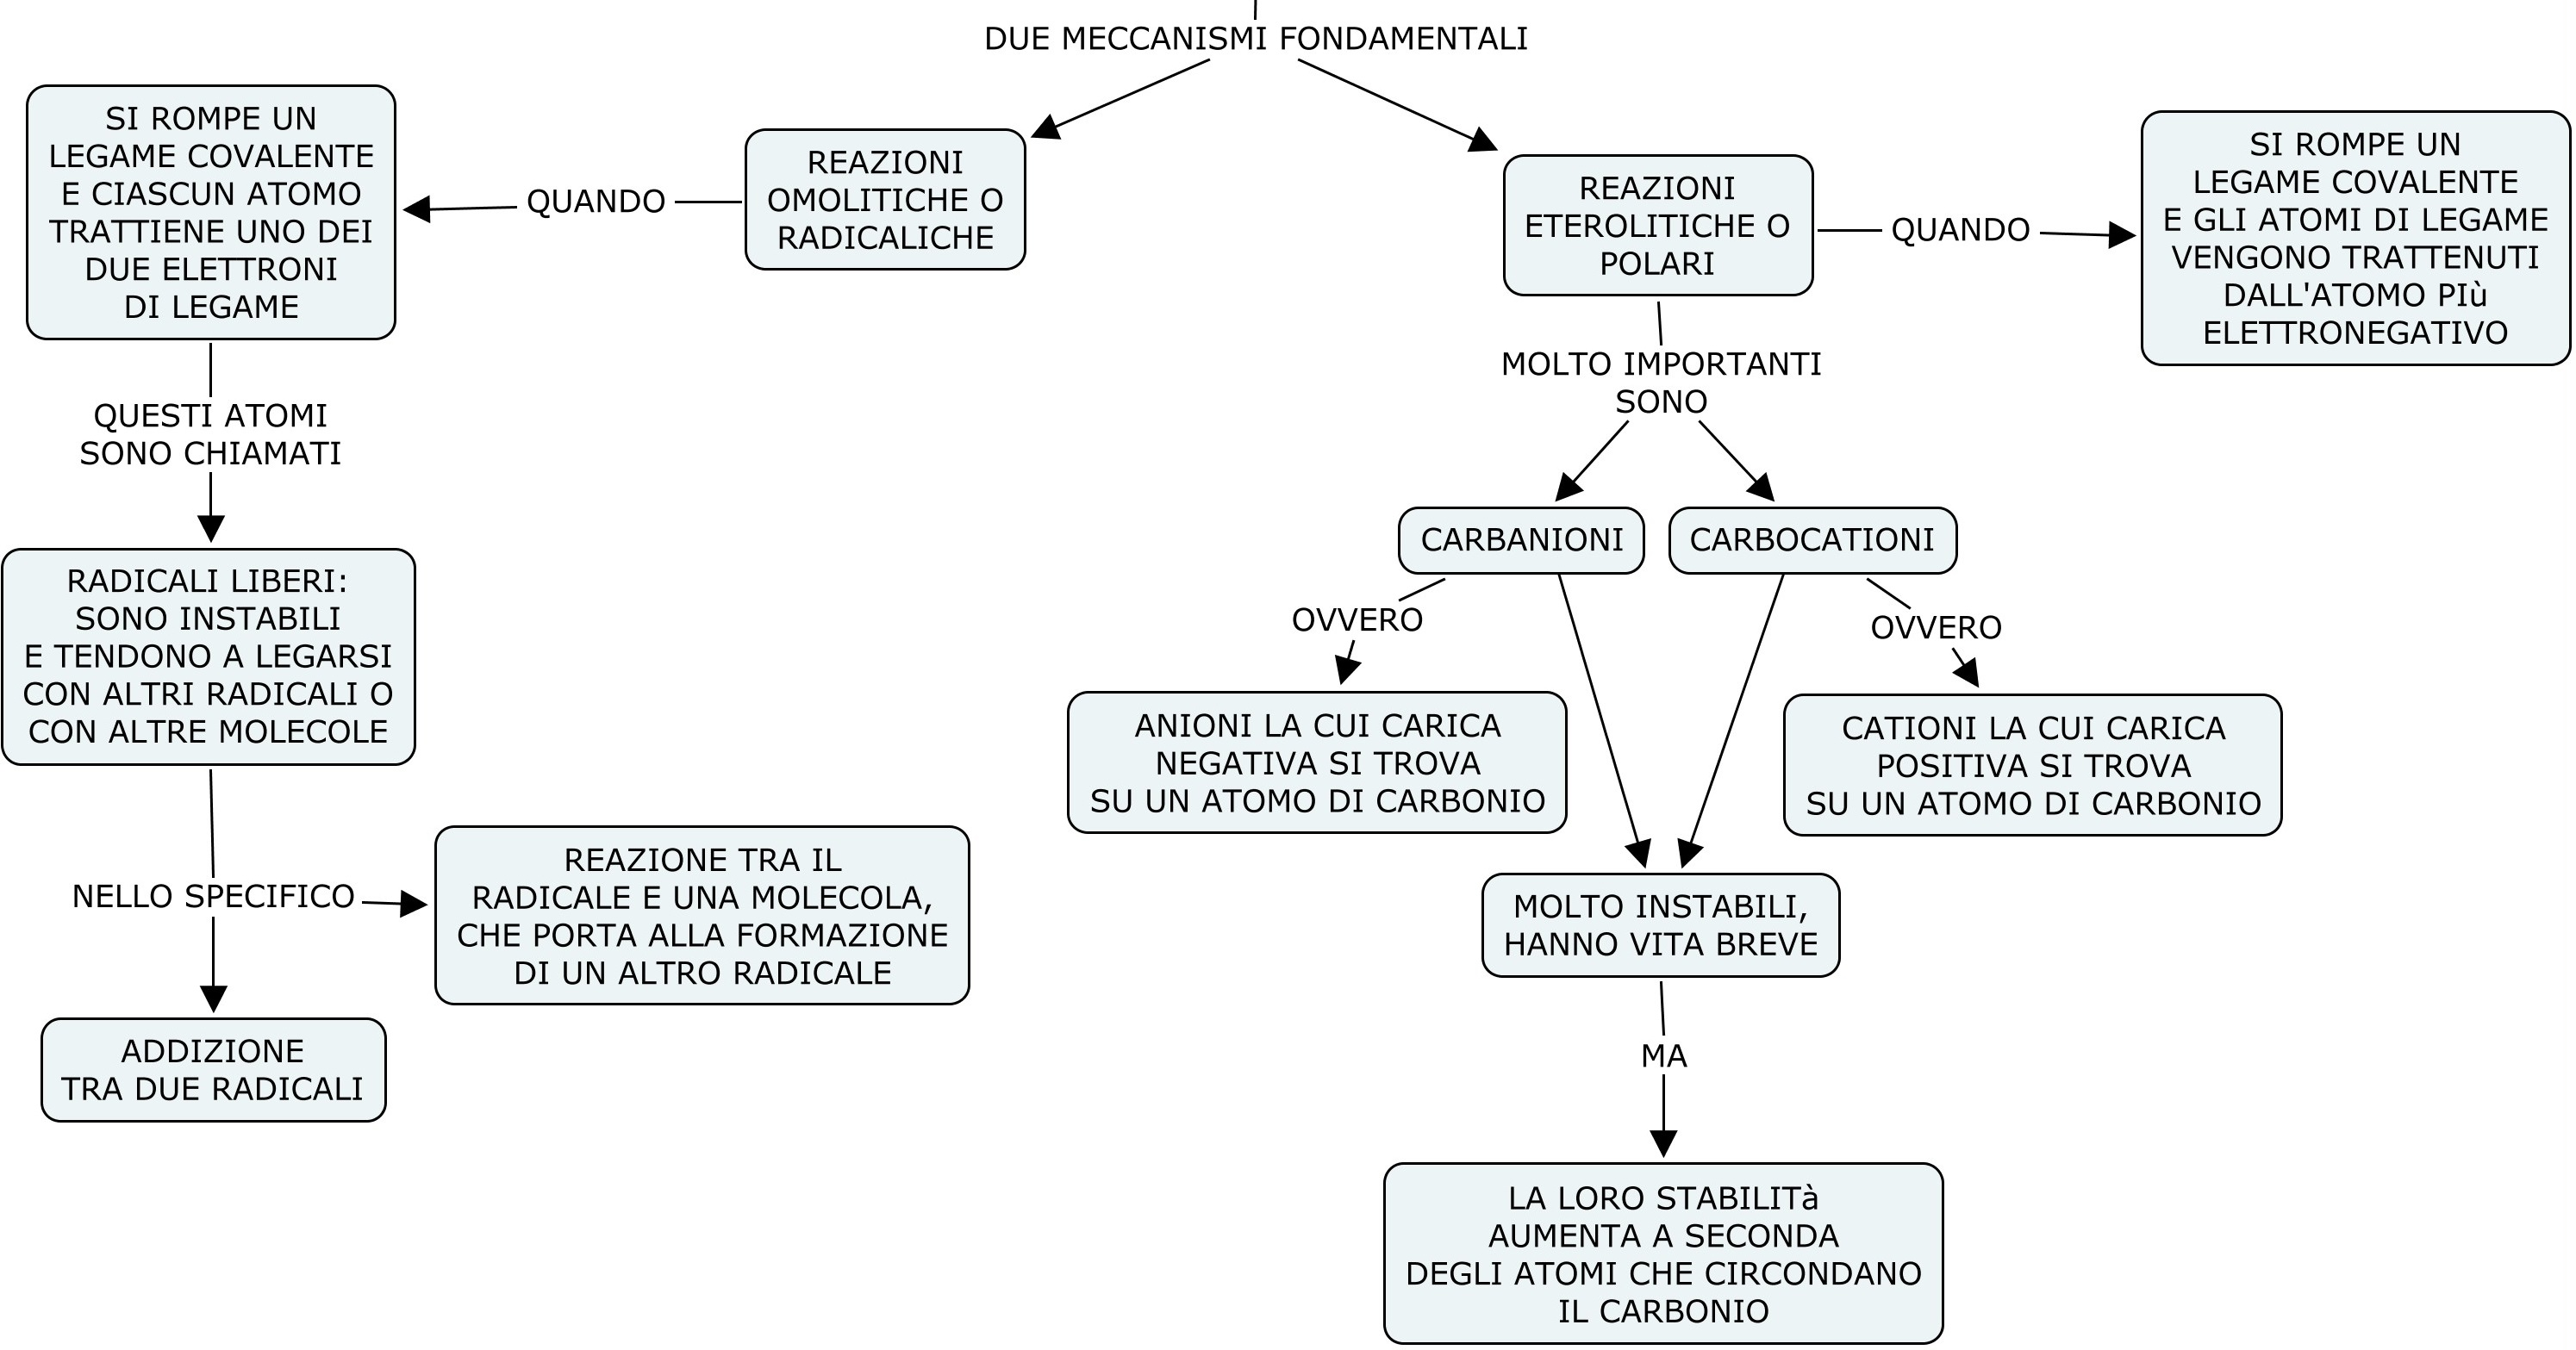 DUE MECCANISMI FONDAMENTALI
SI ROMPE UN
LEGAME COVALENTE
E CIASCUN ATOMO
TRATTIENE UNO DEI
DUE ELETTRONI
DI LEGAME
QUANDO
REAZIONI
OMOLITICHE O
RADICALICHE
REAZIONI
ETEROLITICHE O
POLARI
QUANDO
SI ROMPE UN
LEGAME COVALENTE
E GLI ATOMI DI LEGAME
VENGONO TRATTENUTI
DALL'ATOMO PIù
ELETTRONEGATIVO
QUESTI ATOMI
SONO CHIAMATI
RADICALI LIBERI:
SONO INSTABILI
E TENDONO A LEGARSI
CON ALTRI RADICALI O
CON ALTRE MOLECOLE
NELLO SPECIFICO
REAZIONE TRA IL
RADICALE E UNA MOLECOLA,
CHE PORTA ALLA FORMAZIONE
DI UN ALTRO RADICALE
ADDIZIONE
TRA DUE RADICALI
MOLTO IMPORTANTI
SONO
CARBANIONI
CARBOCATIONI
OVVERO
OVVERO
ANIONI LA CUI CARICA
NEGATIVA SI TROVA
SU UN ATOMO DI CARBONIO
CATIONI LA CUI CARICA
POSITIVA SI TROVA
SU UN ATOMO DI CARBONIO
MOLTO INSTABILI,
HANNO VITA BREVE
MA
LA LORO STABILITà
AUMENTA A SECONDA
DEGLI ATOMI CHE CIRCONDANO
IL CARBONIO